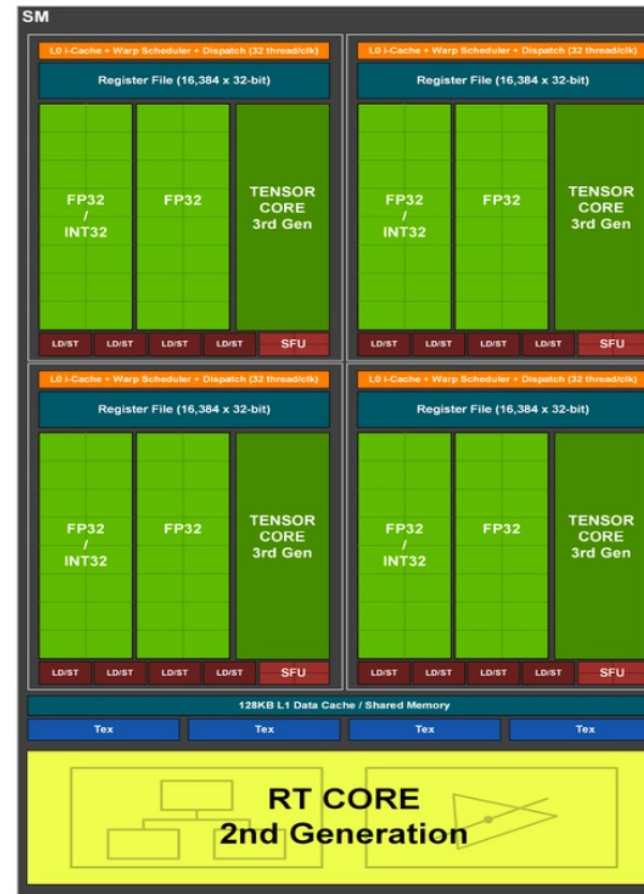 SM
L0 i-Cache + Warp Scheduler + Dispatch (32 thread/clk)
Register File (16,384 x 32-bit)
FP32
/
INT32
FP32
TENSOR
CORE
3rd Gen
LD/ST LD/ST LD/ST LD/ST SFU
L0 i-Cache + Warp Scheduler + Dispatch (32 thread/clk)
Register File (16,384 x 32-bit)
FP32
/
INT32
FP32
TENSOR
CORE
3rd Gen
LD/ST LD/ST LD/ST LD/ST SFU
L0 i-Cache + Warp Scheduler + Dispatch (32 thread/clk)
Register File (16,384 x 32-bit)
FP32
/
INT32
FP32
TENSOR
CORE
3rd Gen
LD/ST LD/ST LD/ST LD/ST SFU
L0 i-Cache + Warp Scheduler + Dispatch (32 thread/clk)
Register File (16,384 x 32-bit)
FP32
/
INT32
FP32
TENSOR
CORE
3rd Gen
LD/ST LD/ST LD/ST LD/ST SFU
128KB L1 Data Cache / Shared Memory
Tex Tex Tex Tex
RT CORE
2nd Generation